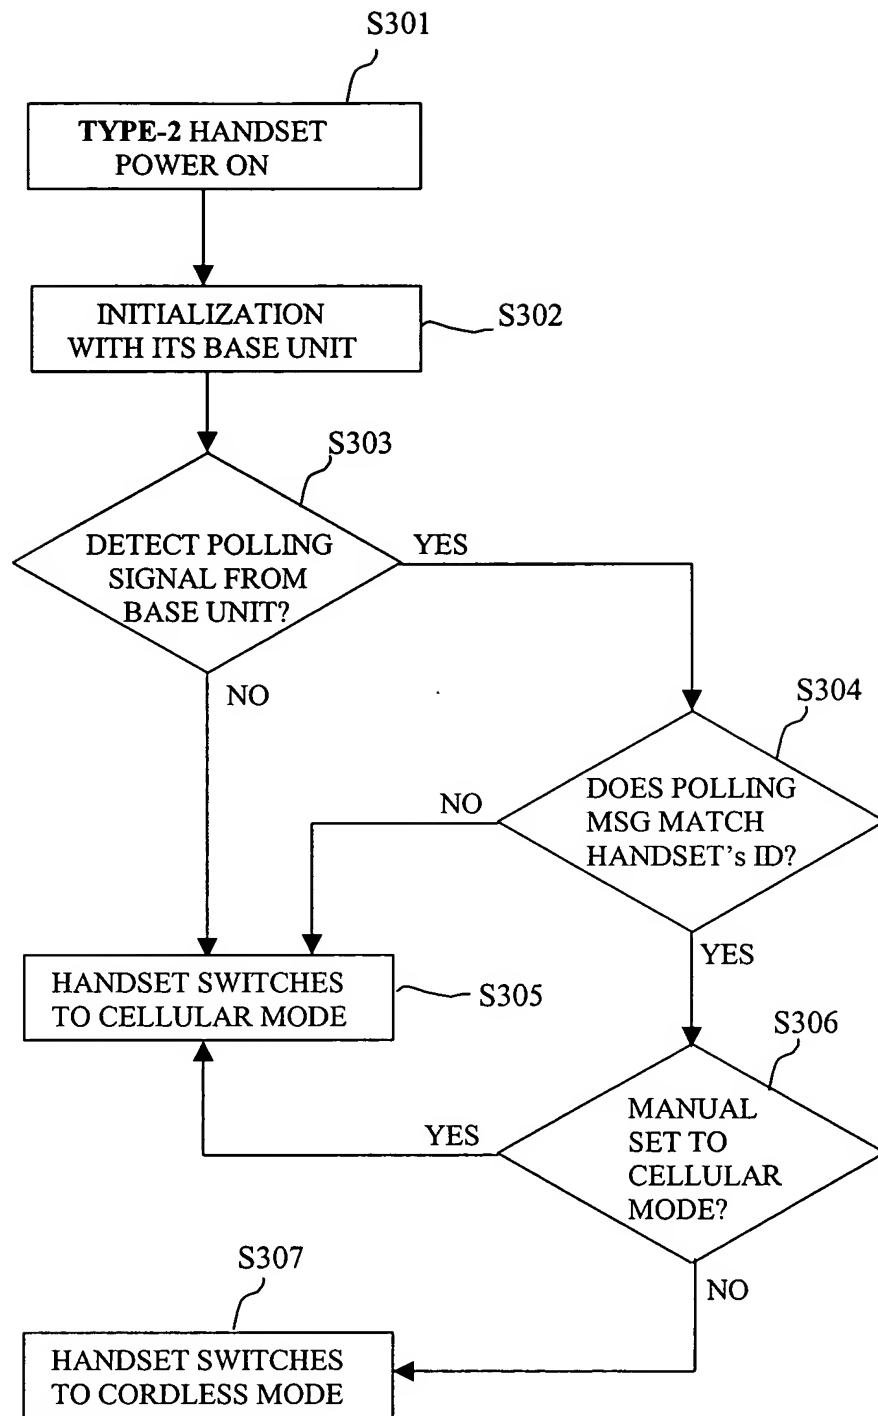 S301
TYPE-2 HANDSET
POWER ON
INITIALIZATION
WITH ITS BASE UNIT
S302
S303
DETECT POLLING
SIGNAL FROM
BASE UNIT?
YES
NO
S304
DOES POLLING
MSG MATCH
HANDSET's ID?
NO
YES
HANDSET SWITCHES
TO CELLULAR MODE
S305
S306
MANUAL
SET TO
CELLULAR
MODE?
YES
NO
S307
HANDSET SWITCHES
TO CORDLESS MODE